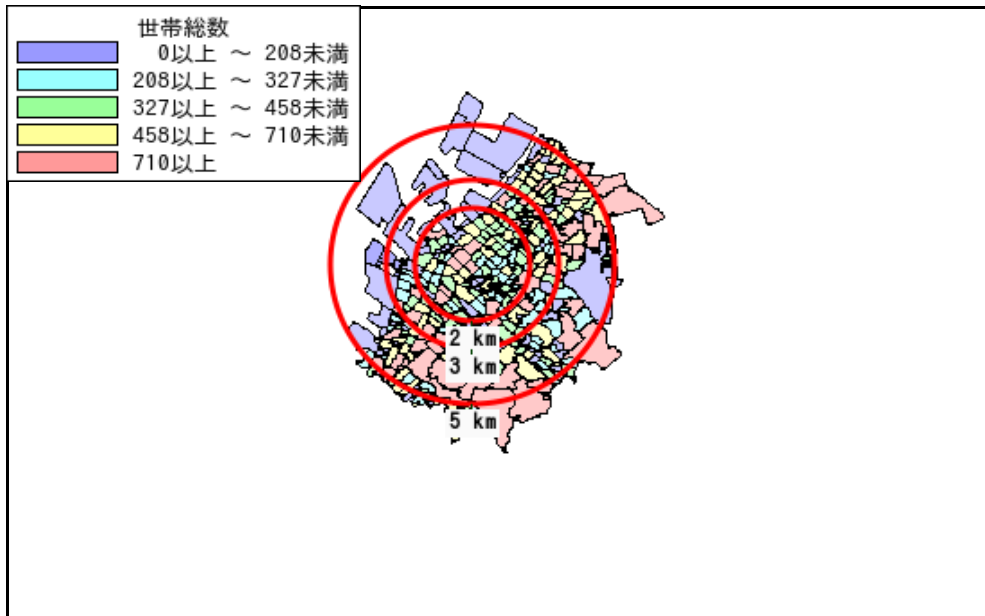 世帯総数
0以上 ～ 208未満
208以上 ～ 327未満
327以上 ～ 458未満
458以上 ～ 710未満
710以上
2 km
3 km
5 km